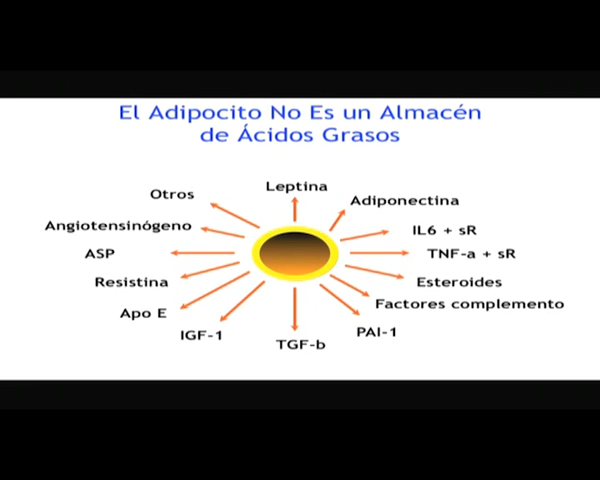 El Adipocito No Es un Almacén
de Ácidos Grasos
Leptina
Otros
Adiponectina
Angiotensinógeno
IL6 + sR
ASP
TNF-a + sR
Resistina
Esteroides
Apo E
Factores complemento
IGF-1
PAI-1
TGF-b